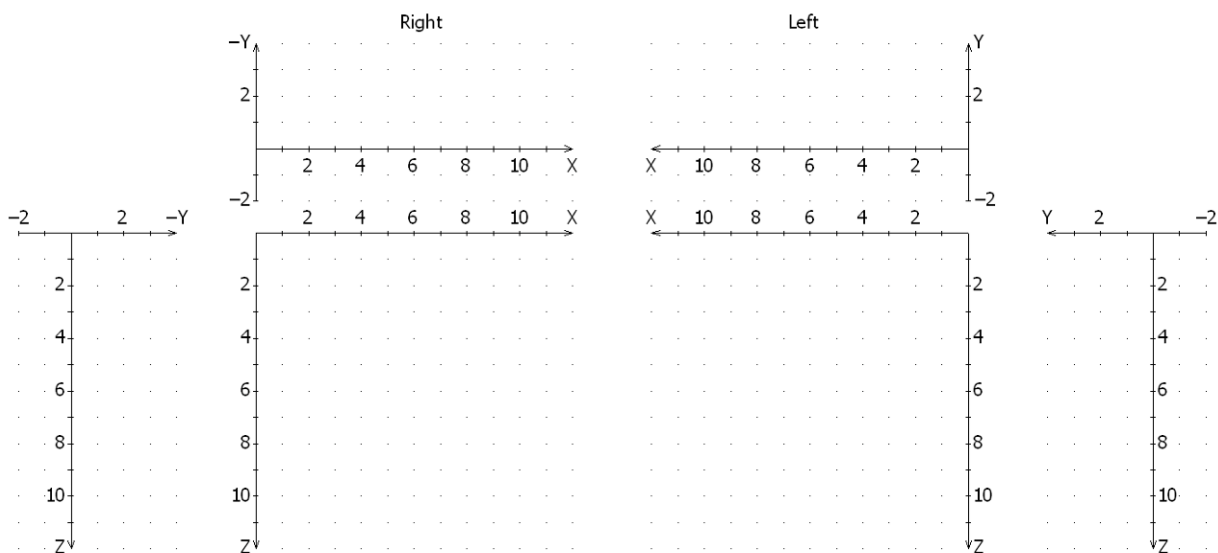 Right Left
–Y Y
2 2
2 4 6 8 10 X X 10 8 6 4 2
–2 –2
–2 2 –Y 2 4 6 8 10 X X 10 8 6 4 2 Y 2 –2
2 2 2 2
4 4 4 4
6 6 6 6
8 8 8 8
10 10 10 10
Z Z Z Z